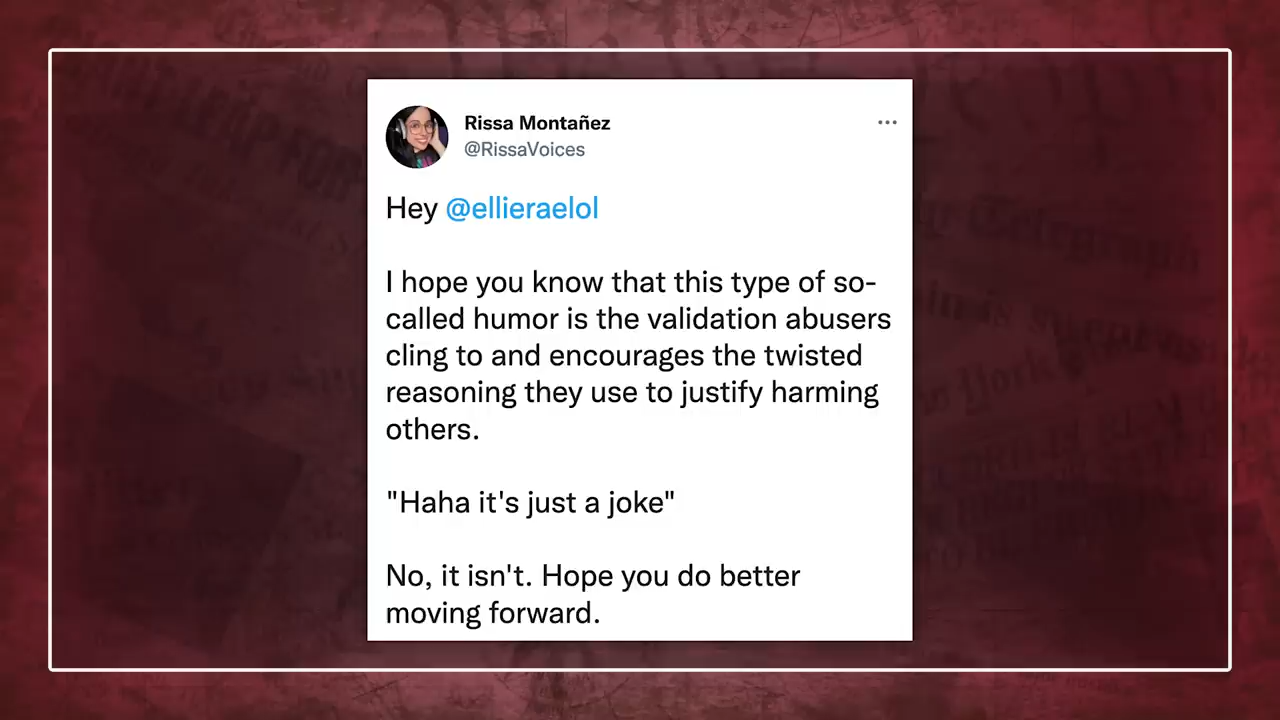 Rissa Montañez
@RissaVoices
Hey @ellieraelol
I hope you know that this type of so-
called humor is the validation abusers
cling to and encourages the twisted
reasoning they use to justify harming
others.
"Haha it's just a joke"
No, it isn't. Hope you do better
moving forward.